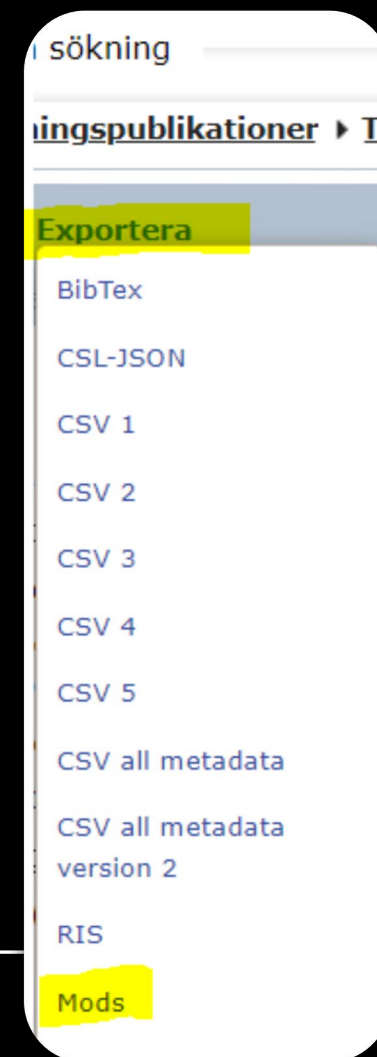 sökning
ingspublikationer
Exportera
BibTex
CSL-JSON
CSV 1
CSV 2
CSV 3
CSV 4
CSV 5
CSV all metadata
CSV all metadata
version 2
RIS
Mods